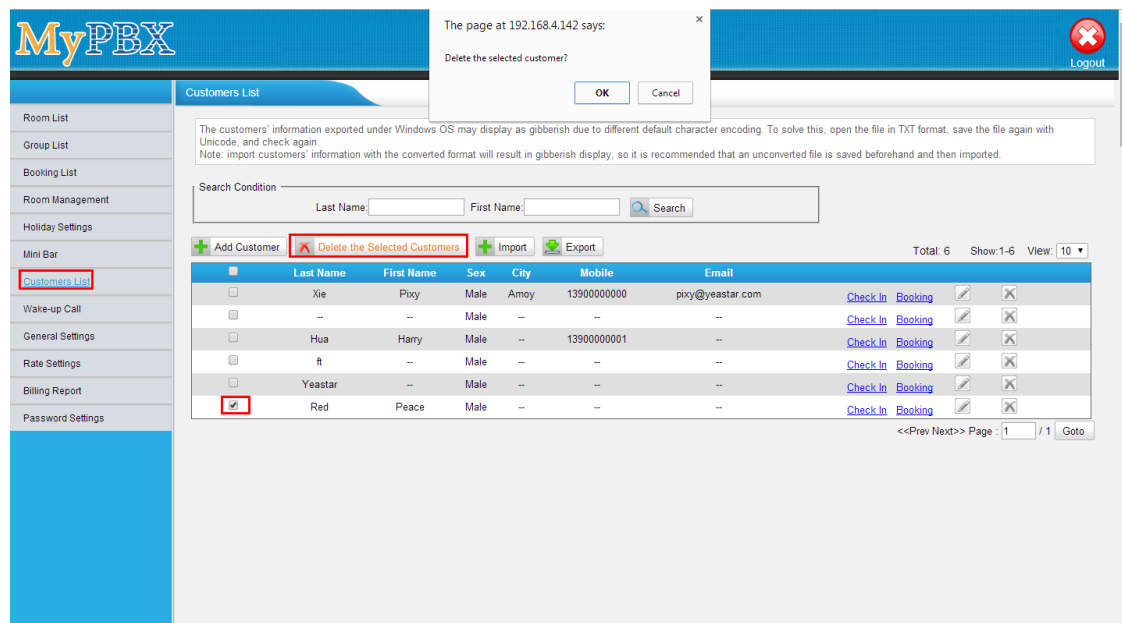 MyPBX
The page at 192.168.4.142 says:
×
Delete the selected customer?
OK
Cancel
Logout
Room List
Group List
Booking List
Room Management
Holiday Settings
Mini Bar
Customers List
Wake-up Call
General Settings
Rate Settings
Billing Report
Password Settings
Customers List
The customers' information exported under Windows OS may display as gibberish due to different default character encoding. To solve this, open the file in TXT format, save the file again with
Unicode, and check again.
Note: import customers' information with the converted format will result in gibberish display, so it is recommended that an unconverted file is saved beforehand and then imported.
Search Condition
Last Name: First Name: Search
Add Customer Delete the Selected Customers Import Export Total: 6 Show:1-6 View: 10
Last Name First Name Sex City Mobile Email
Xie Pixy Male Amoy 13900000000 pixy@yeastar.com Check In Booking
-- -- Male -- -- -- Check In Booking
Hua Harry Male -- 13900000001 -- Check In Booking
ft -- Male -- -- -- Check In Booking
Yeastar -- Male -- -- -- Check In Booking
Red Peace Male -- -- -- Check In Booking
<<Prev Next>> Page : 1 / 1 Goto